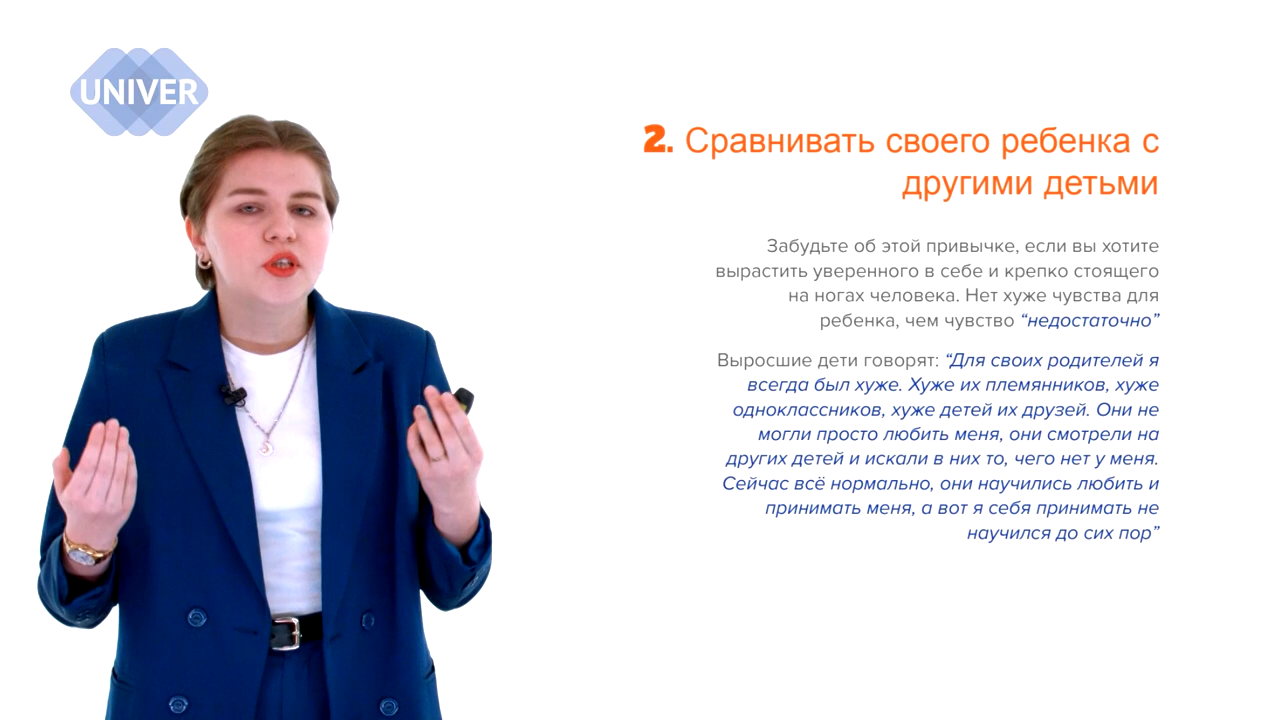 UNIVER
2. Сравнивать своего ребенка с
другими детьми
Забудьте об этой привычке, если вы хотите
вырастить уверенного в себе и крепко стоящего
на ногах человека. Нет хуже чувства для
ребенка, чем чувство “недостаточно”
Выросшие дети говорят: “Для своих родителей я
всегда был хуже. Хуже их племянников, хуже
одноклассников, хуже детей их друзей. Они не
могли просто любить меня, они смотрели на
других детей и искали в них то, чего нет у меня.
Сейчас всё нормально, они научились любить и
принимать меня, а вот я себя принимать не
научился до сих пор”